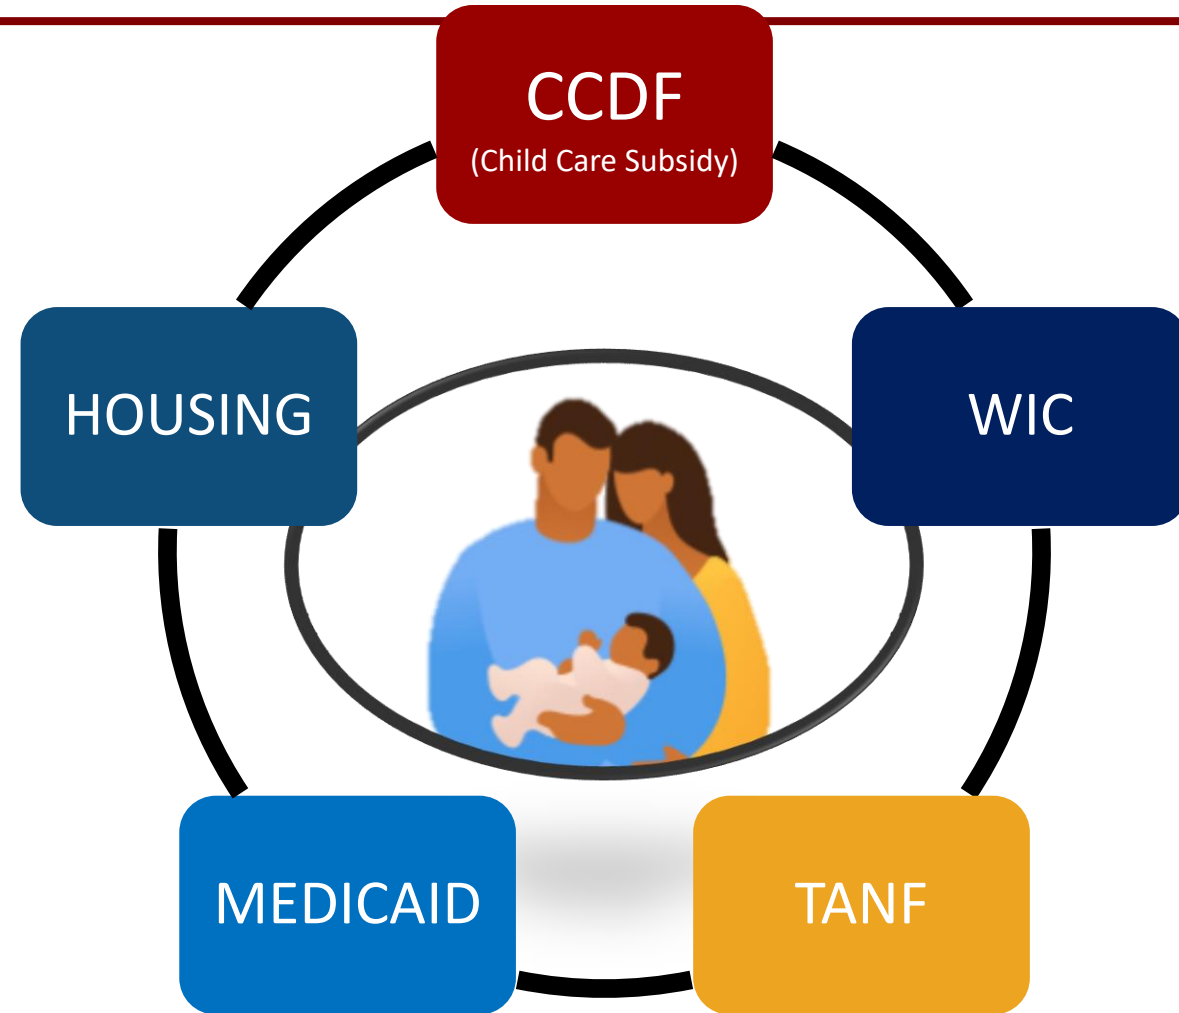 CCDF
(Child Care Subsidy)
HOUSING
WIC
MEDICAID
TANF